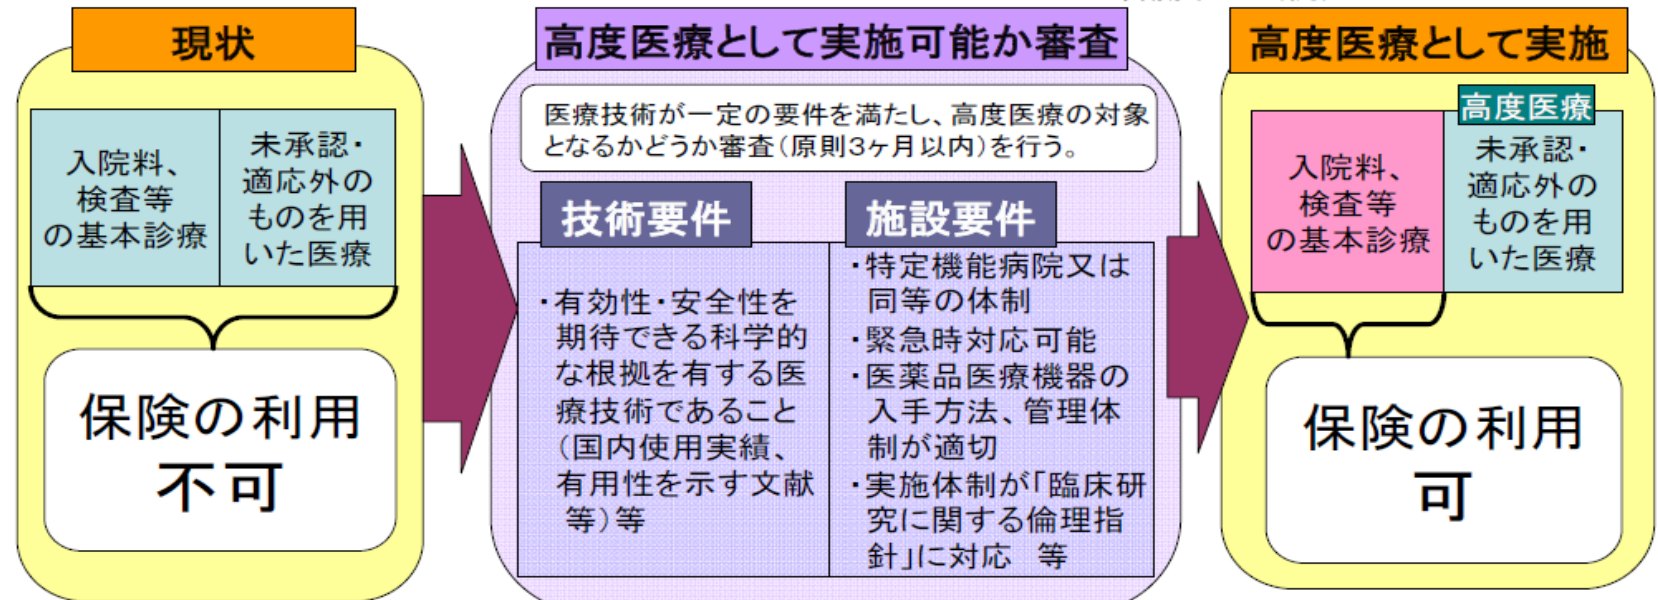 現状
入院料、
検査等
の基本診療
未承認・
適応外の
ものを用
いた医療
保険の利用
不可
高度医療として実施可能か審査
医療技術が一定の要件を満たし、高度医療の対象
となるかどうか審査(原則3ヶ月以内)を行う。
技術要件
・有効性・安全性を
期待できる科学的
な根拠を有する医
療技術であること
(国内使用実績、
有用性を示す文献
等)等
施設要件
・特定機能病院又は
同等の体制
・緊急時対応可能
・医薬品医療機器の
入手方法、管理体
制が適切
・実施体制が「臨床研
究に関する倫理指
針」に対応 等
高度医療として実施
入院料、
検査等
の基本診療
高度医療
未承認・
適応外の
ものを用
いた医療
保険の利用
可